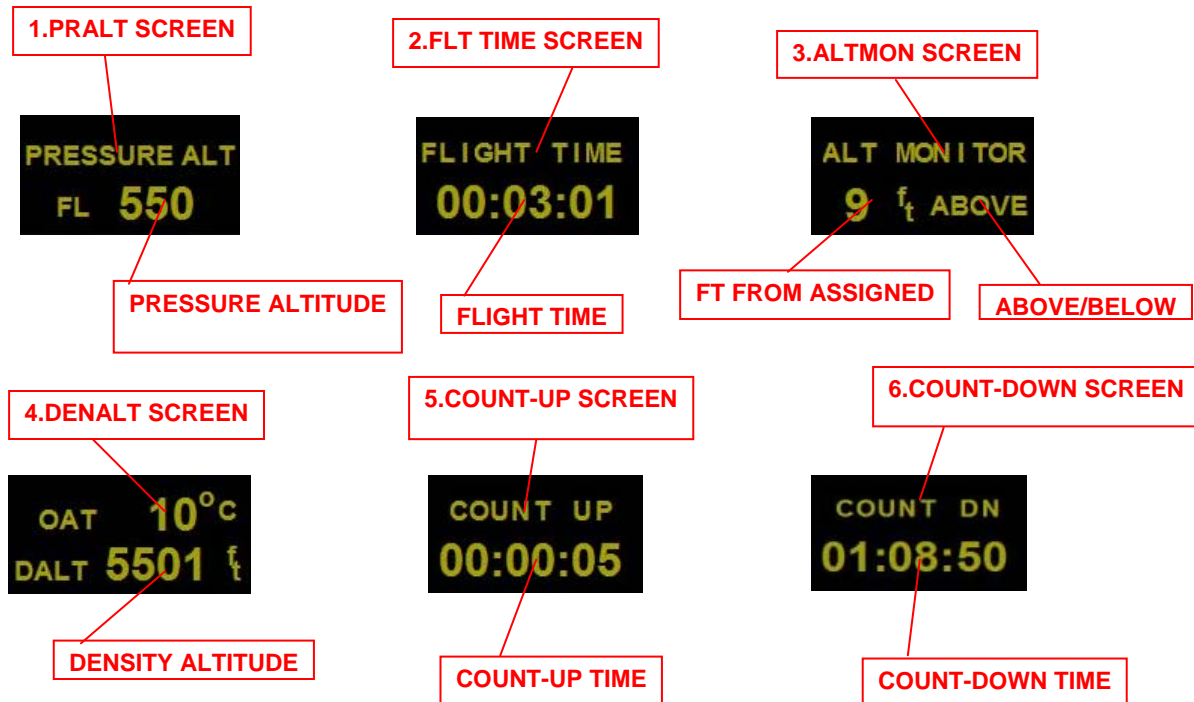 1.PRALT SCREEN
2.FLT TIME SCREEN
3.ALTMON SCREEN
PRESSURE ALT
FL 550
FLIGHT TIME
00:03:01
ALT MONITOR
9 ft ABOVE
PRESSURE ALTITUDE
FLIGHT TIME
FT FROM ASSIGNED
ABOVE/BELOW
4.DENALT SCREEN
5.COUNT-UP SCREEN
6.COUNT-DOWN SCREEN
OAT 10°C
DALT 5501 ft
COUNT UP
00:00:05
COUNT DN
01:08:50
DENSITY ALTITUDE
COUNT-UP TIME
COUNT-DOWN TIME